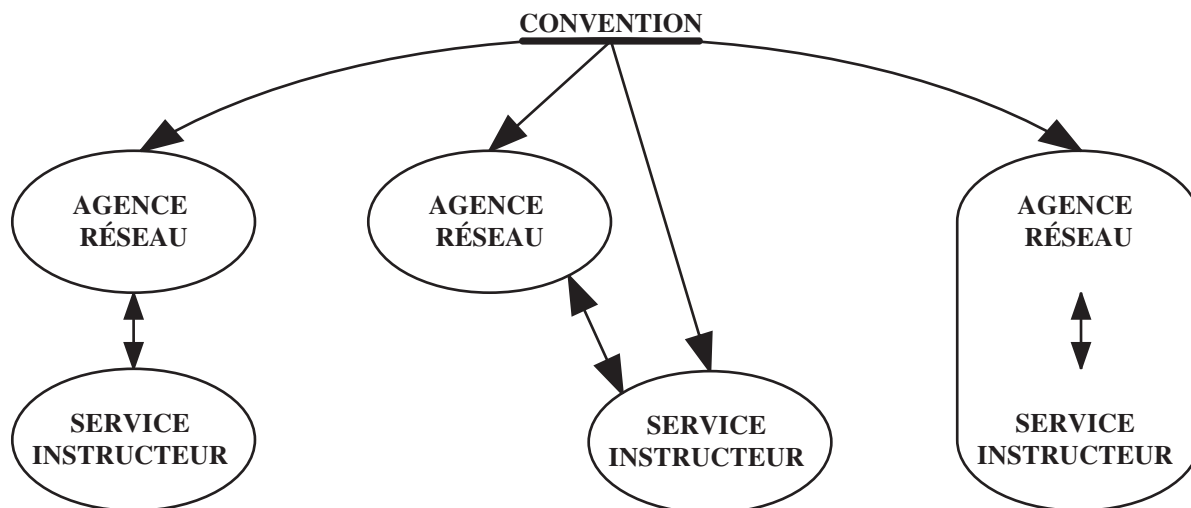 CONVENTION
AGENCE
RÉSEAU
AGENCE
RÉSEAU
AGENCE
RÉSEAU
SERVICE
INSTRUCTEUR
SERVICE
INSTRUCTEUR
SERVICE
INSTRUCTEUR